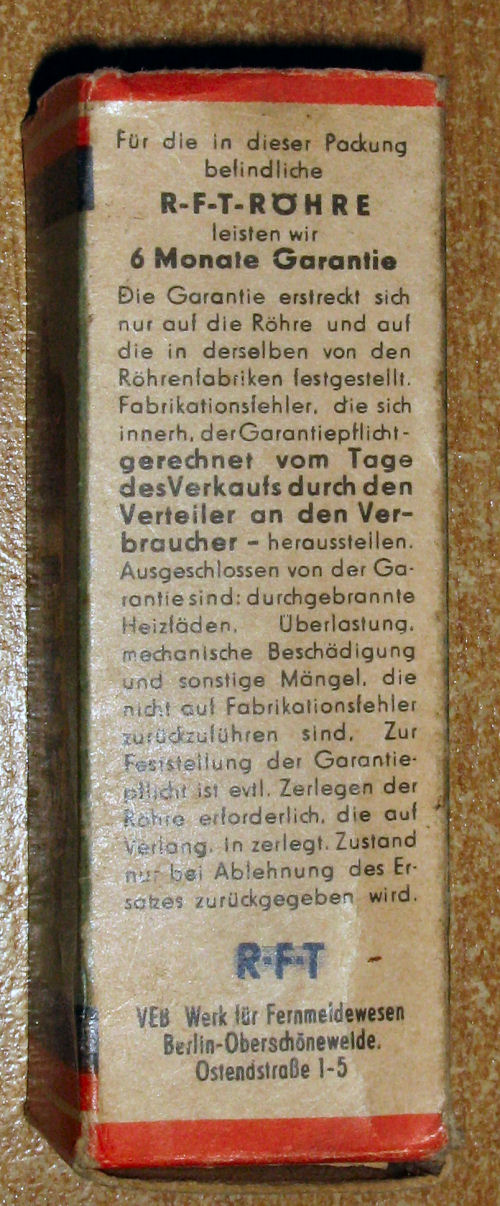 Für die in dieser Packung
befindliche
R-F-T-RÖHRE
leisten wir
6 Monate Garantie
Die Garantie erstreckt sich
nur auf die Röhre und auf
die in derselben von den
Röhrenfabriken festgestellt.
Fabrikationsfehler, die sich
innerh. der Garantiepflicht -
gerechnet vom Tage
des Verkaufs durch den
Verteiler an den Ver-
braucher - herausstellen.
Ausgeschlossen von der Ga-
rantie sind: durchgebrannte
Heizfäden, Überlastung,
mechanische Beschädigung
und sonstige Mängel, die
nicht auf Fabrikationsfehler
zurückzuführen sind. Zur
Feststellung der Garantie-
pflicht ist evtl. Zerlegen der
Röhre erforderlich, die auf
Verlang. in zerlegt. Zustand
nur bei Ablehnung des Er-
satzes zurückgegeben wird.
R-F-T
VEB Werk für Fernmeldewesen
Berlin-Oberschöneweide.
Ostendstraße 1-5